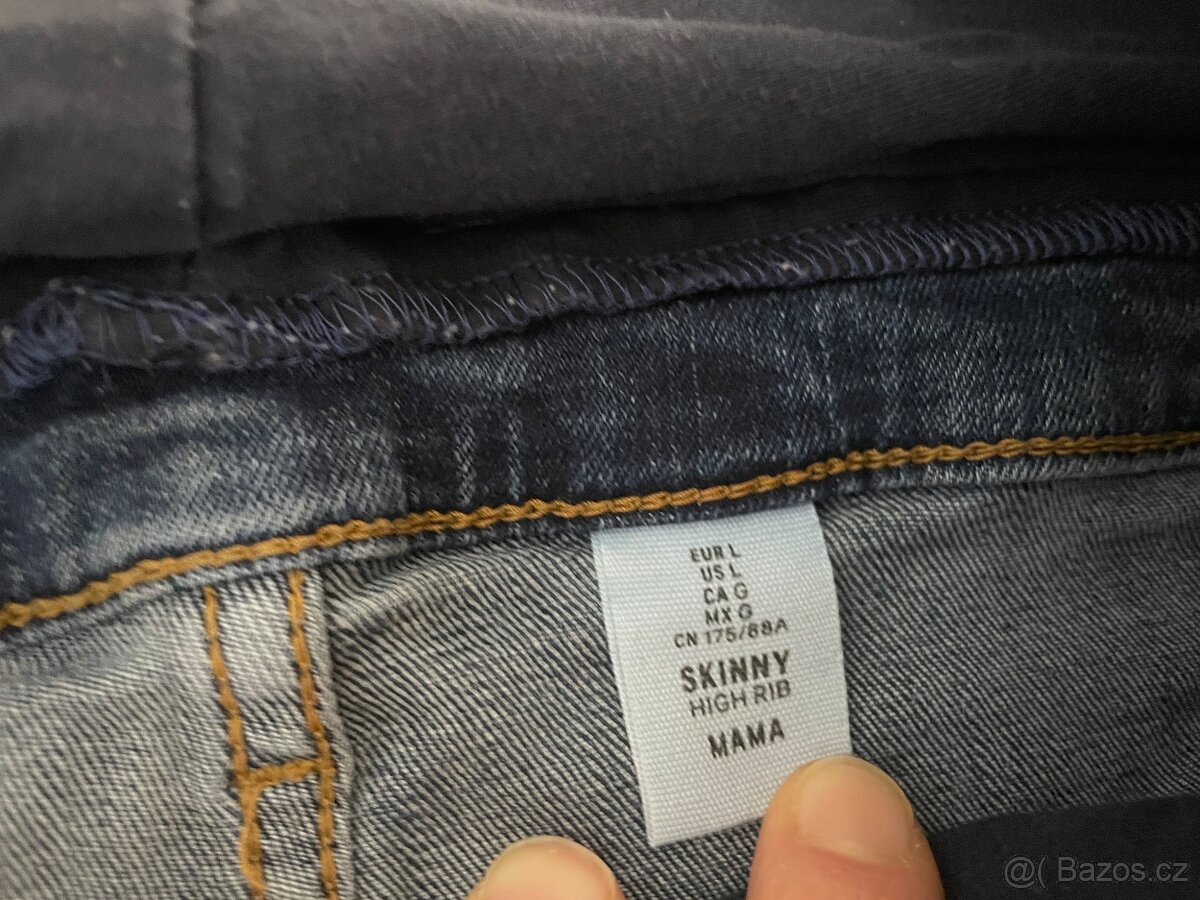 EUR L
US L
CA G
MX G
CN 175/88A
SKINNY
HIGH RIB
MAMA
@( Bazos.cz